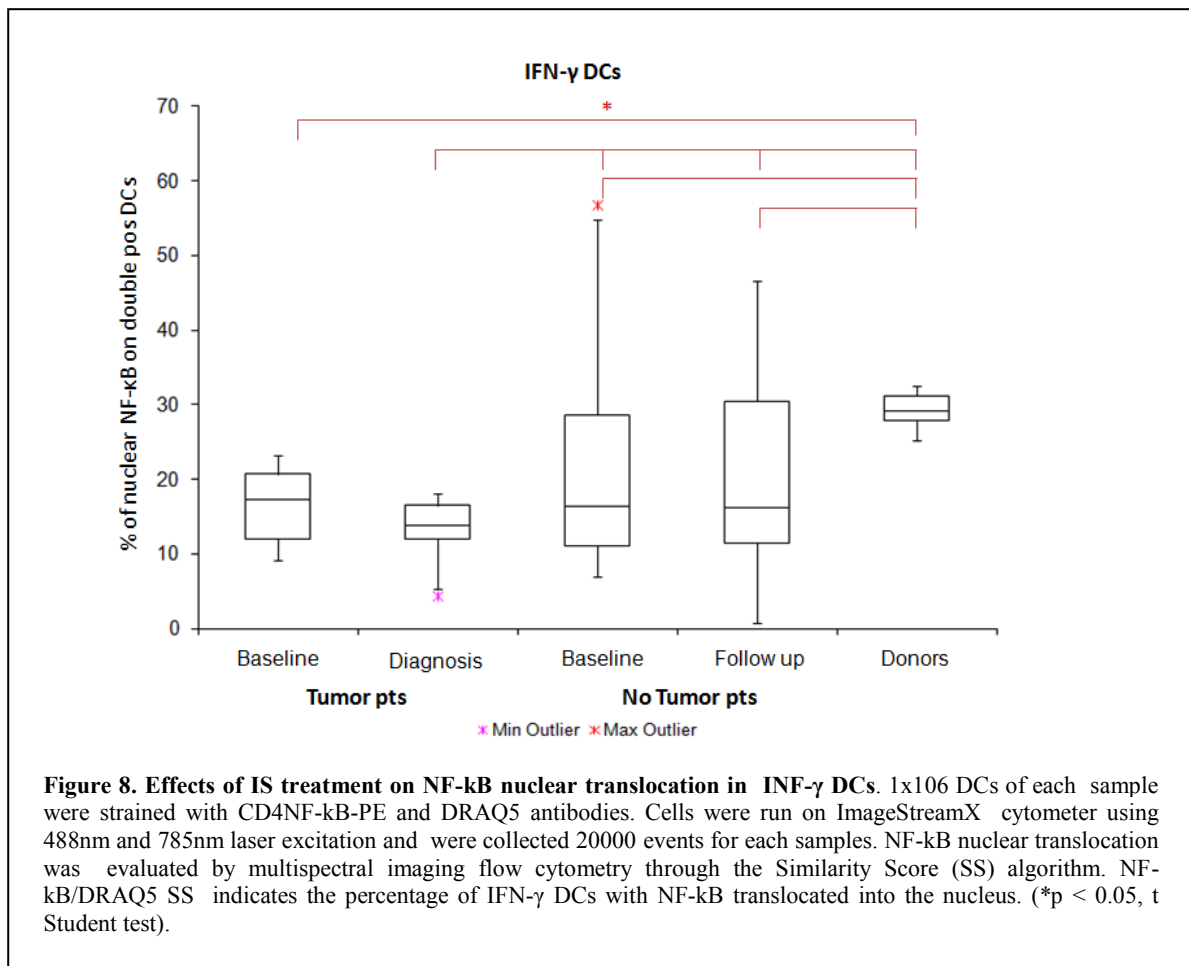 IFN-γ DCs
*
70
60
50
40
30
20
10
0
% of nuclear NF-κB on double pos DCs
Baseline Diagnosis Baseline Follow up Donors
Tumor pts No Tumor pts
Min Outlier Max Outlier
Figure 8. Effects of IS treatment on NF-kB nuclear translocation in INF-γ DCs. 1x106 DCs of each sample
were strained with CD4NF-kB-PE and DRAQ5 antibodies. Cells were run on ImageStreamX cytometer using
488nm and 785nm laser excitation and were collected 20000 events for each samples. NF-kB nuclear translocation
was evaluated by multispectral imaging flow cytometry through the Similarity Score (SS) algorithm. NF-
kB/DRAQ5 SS indicates the percentage of IFN-γ DCs with NF-kB translocated into the nucleus. (*p < 0.05, t
Student test).